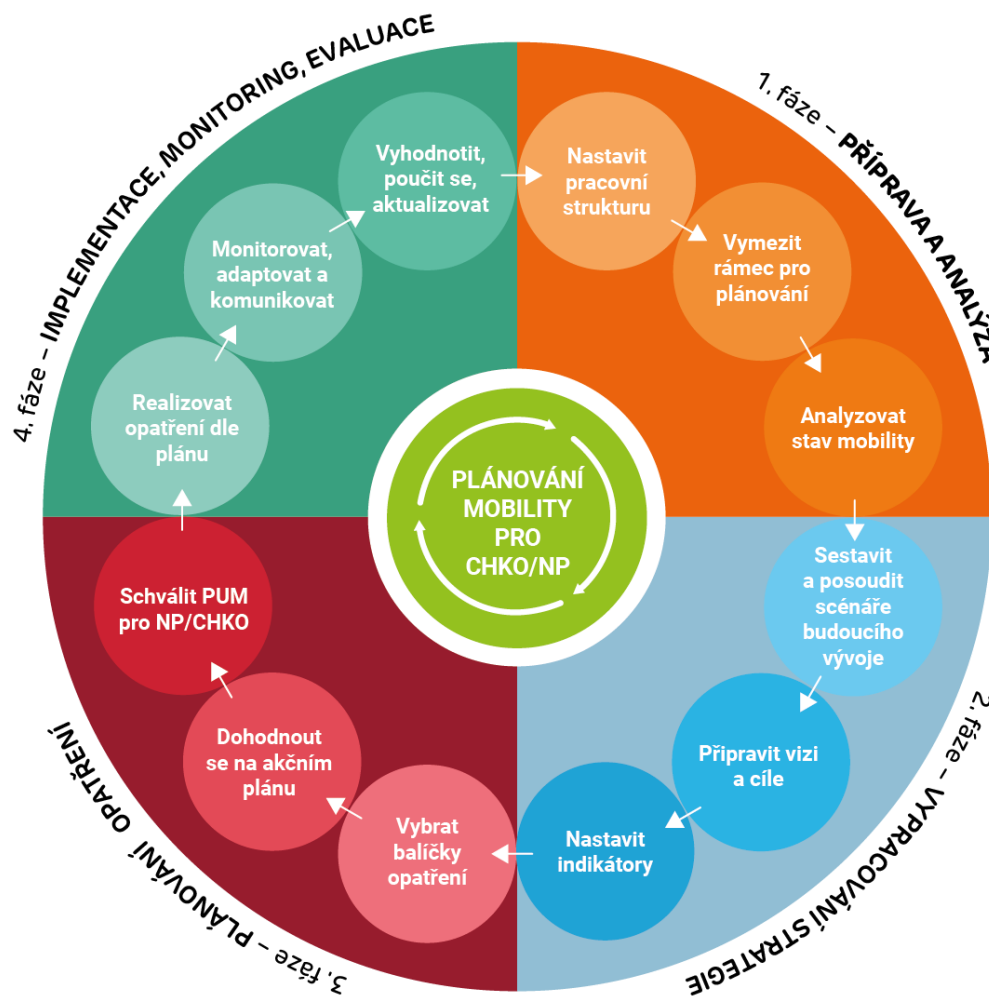 1. fáze – PŘÍPRAVA A ANALÝZA
Nastavit
pracovní
strukturu
Vymezit
rámec pro
plánování
Analyzovat
stav mobility
2. fáze – VYPRACOVÁNÍ STRATEGIE
Sestavit
a posoudit
scénáře
budoucího
vývoje
Připravit vizi
a cíle
Nastavit
indikátory
3. fáze – PLÁNOVÁNÍ OPATŘENÍ
Vybrat
balíčky
opatření
Dohodnout
se na akčním
plánu
Schválit PUM
pro NP/CHKO
4. fáze – IMPLEMENTACE, MONITORING, EVALUACE
Realizovat
opatření dle
plánu
Monitorovat,
adaptovat a
komunikovat
Vyhodnotit,
poučit se,
aktualizovat
PLÁNOVÁNÍ
MOBILITY
PRO
CHKO/NP